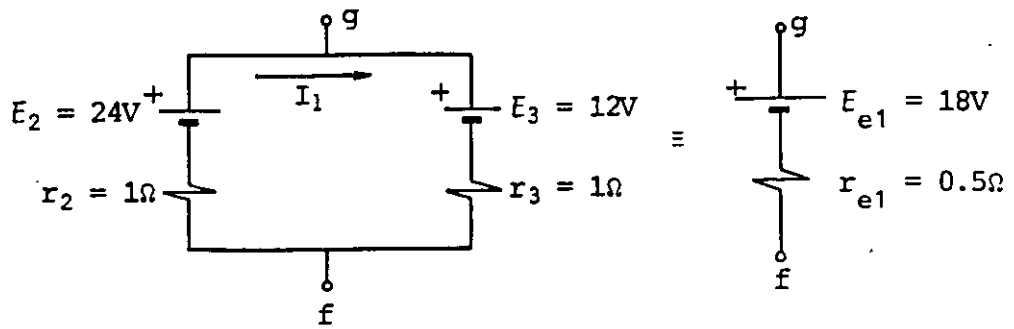 g
I₁
+
E₂ = 24V
r₂ = 1Ω
+
E₃ = 12V
r₃ = 1Ω
f
≡
g
+
Eₑ₁ = 18V
rₑ₁ = 0.5Ω
f